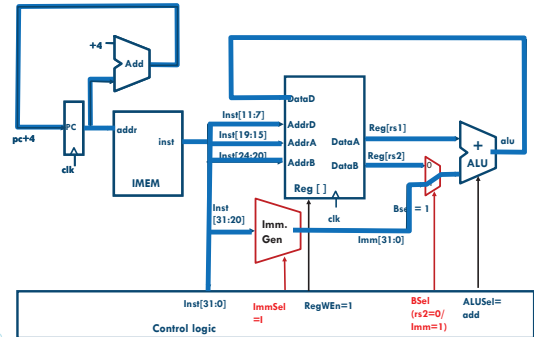 +4
Add
DataD
Inst[11:7]
AddrD
PC
addr
Inst[19:15]
DataA
Reg[rs1]
+
alu
pc+4
inst
AddrA
Inst[24:20]
AddrB
DataB
Reg[rs2]
0
ALU
clk
IMEM
Reg [ ]
Inst
[31:20]
Imm.
Gen
clk
Bsel = 1
Imm[31:0]
Inst[31:0]
ImmSel
=I
RegWEn=1
BSel
(rs2=0/
Imm=1)
ALUSel=
add
Control logic